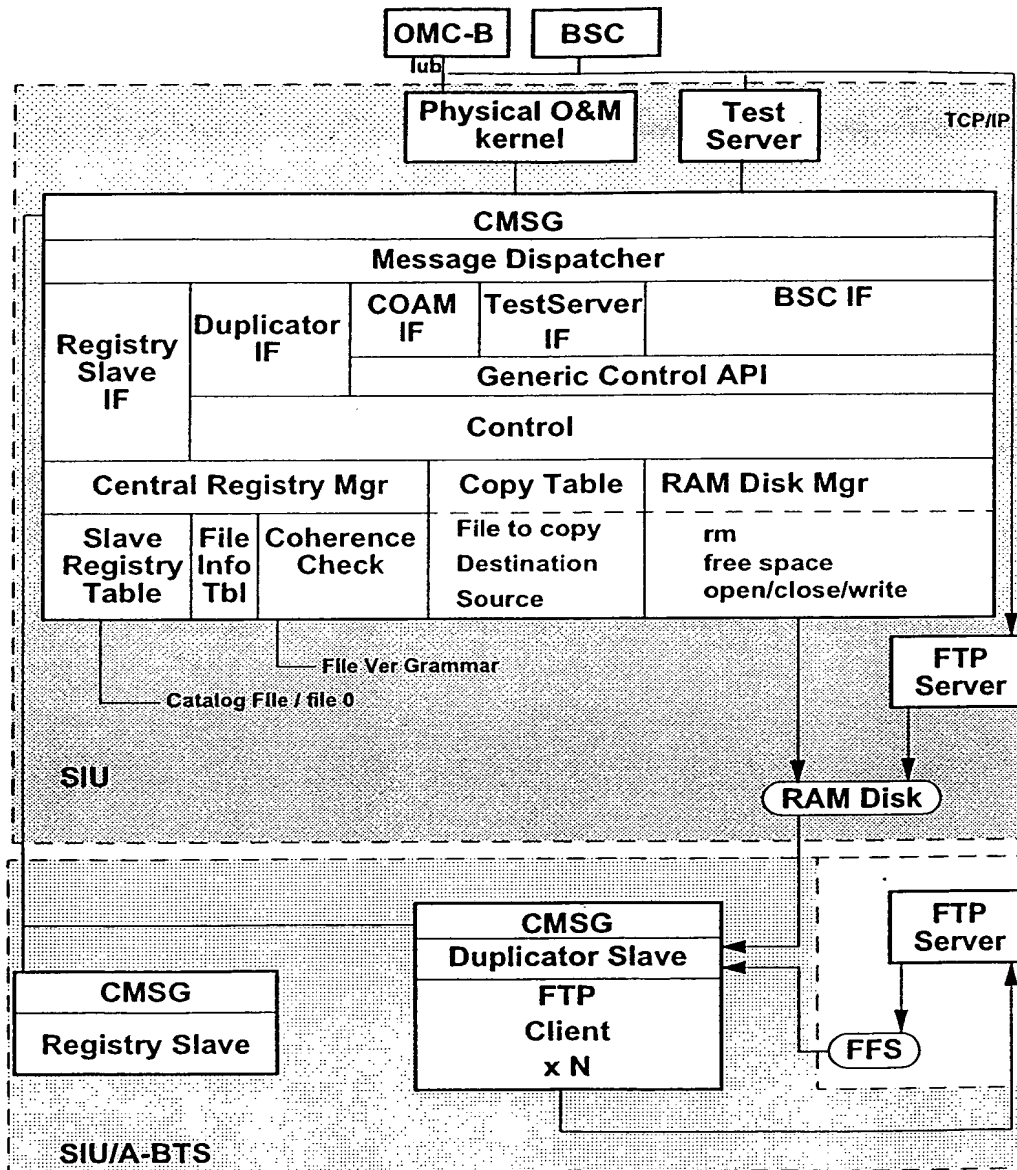 OMC-B
BSC
Iub
Physical O&M
kernel
Test
Server
TCP/IP
CMSG
Message Dispatcher
Registry
Slave
IF
Duplicator
IF
COAM
IF
TestServer
IF
BSC IF
Generic Control API
Control
Central Registry Mgr
Copy Table
RAM Disk Mgr
Slave
Registry
Table
File
Info
Tbl
Coherence
Check
File to copy
Destination
Source
rm
free space
open/close/write
File Ver Grammar
Catalog File / file 0
FTP
Server
SIU
RAM Disk
CMSG
Duplicator Slave
FTP
Client
x N
FTP
Server
CMSG
Registry Slave
FFS
SIU/A-BTS